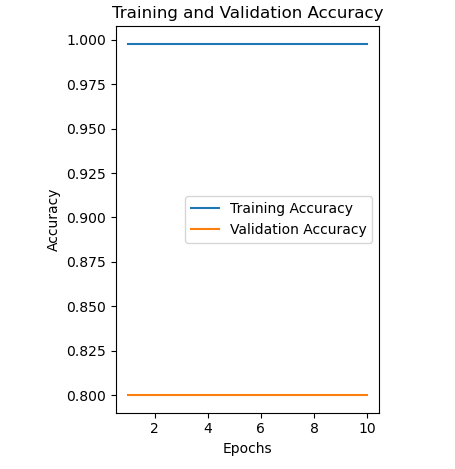 Training and Validation Accuracy
1.000
0.975
0.950
0.925
0.900
0.875
0.850
0.825
0.800
Accuracy
Training Accuracy
Validation Accuracy
2 4 6 8 10
Epochs